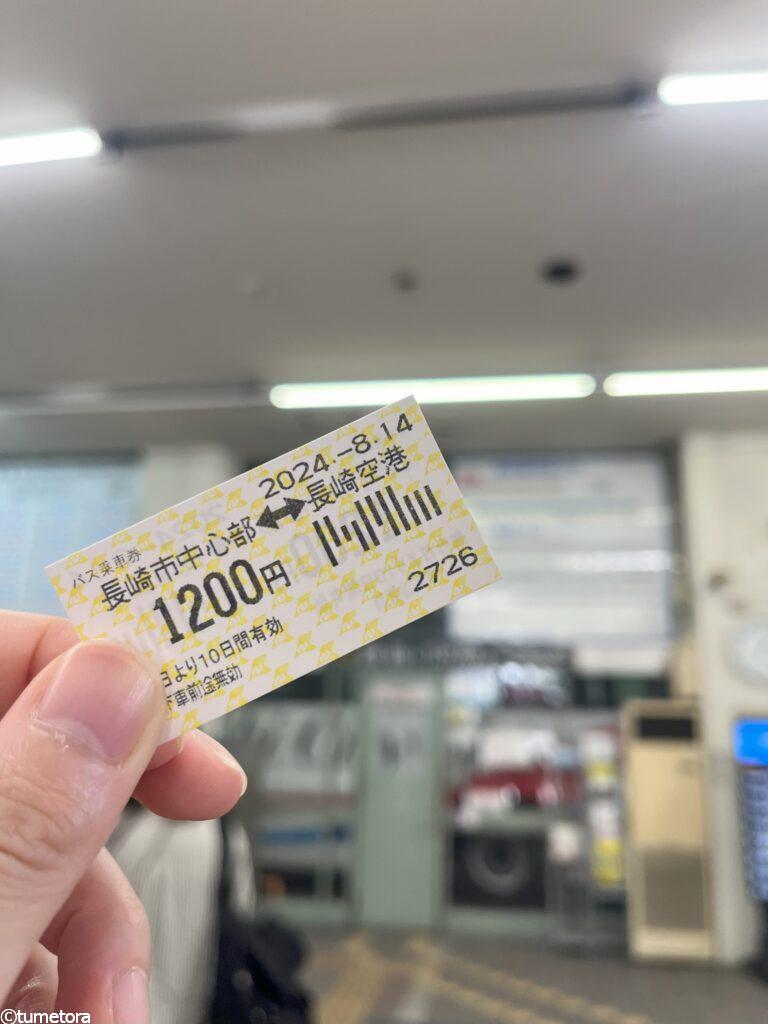 2024.-8.14
バス乗車券
長崎市中心部⟷長崎空港
1200円
2726
日より10日間有効
下車前途無効
©tumetora